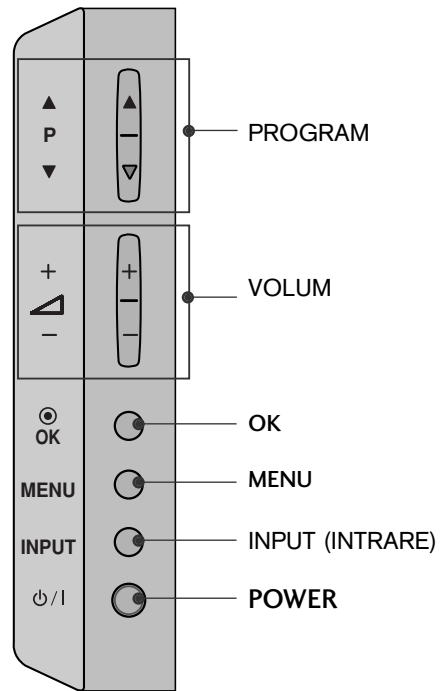 ▲
P
▼
▲
▽
PROGRAM
+
−
+
−
VOLUM
OK
OK
MENU
MENU
INPUT
INPUT (INTRARE)
⏻/I
POWER